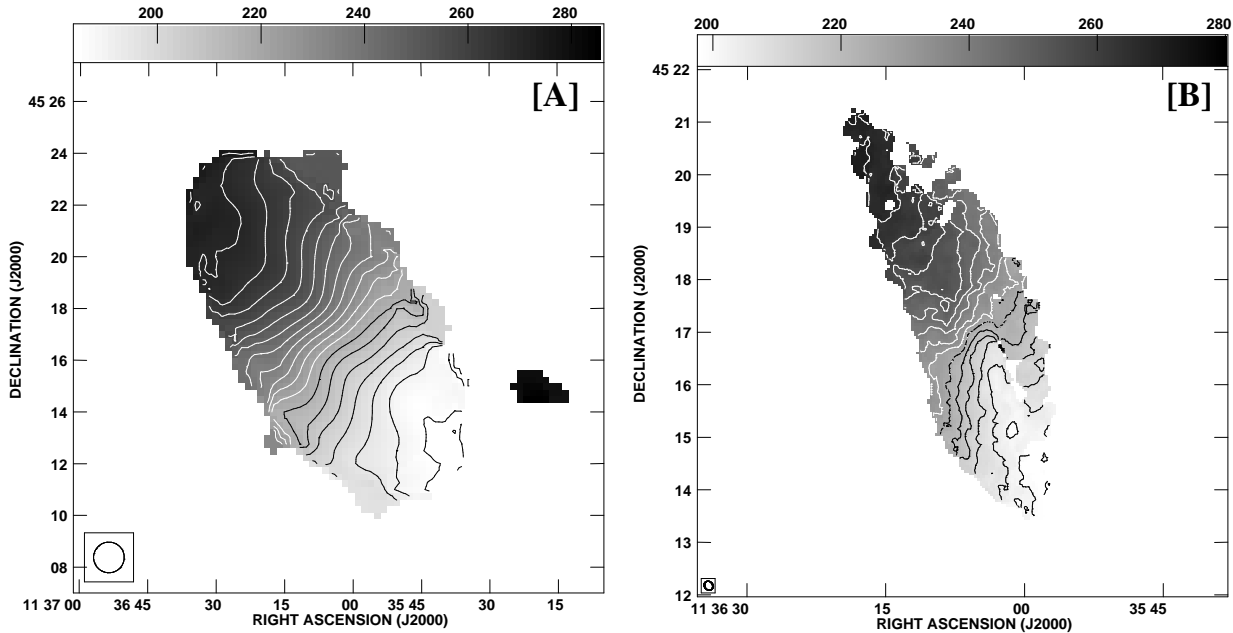 200 220 240 260 280
[A]
45 26
24
22
20
18
16
14
12
10
08
DECLINATION (J2000)
11 37 00 36 45 30 15 00 35 45 30 15
RIGHT ASCENSION (J2000)
200 220 240 260 280
[B]
45 22
21
20
19
18
17
16
15
14
13
12
DECLINATION (J2000)
11 36 30 15 00 35 45
RIGHT ASCENSION (J2000)